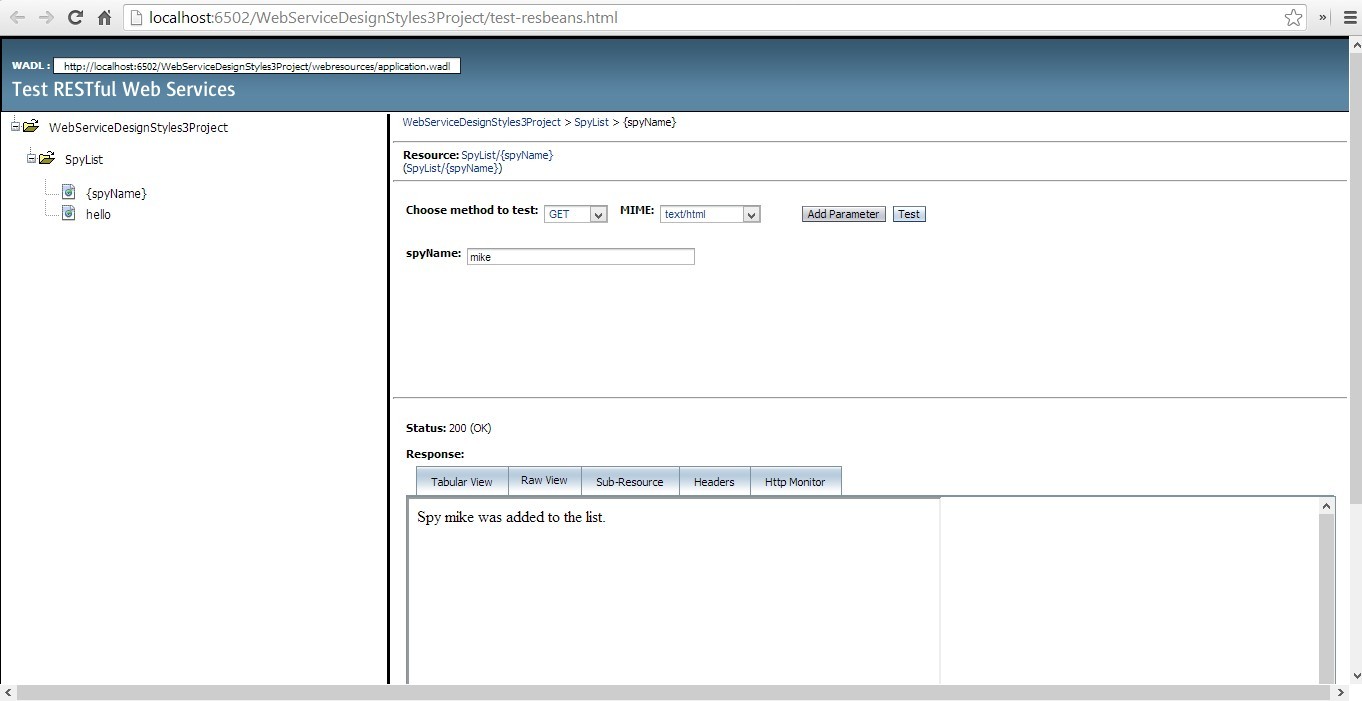 localhost:6502/WebServiceDesignStyles3Project/test-resbeans.html »
WADL : http://localhost:6502/WebServiceDesignStyles3Project/webresources/application.wadl
Test RESTful Web Services
WebServiceDesignStyles3Project
SpyList
{spyName}
hello
WebServiceDesignStyles3Project > SpyList > {spyName}
Resource: SpyList/{spyName}
(SpyList/{spyName})
Choose method to test: GET MIME: text/html Add Parameter Test
spyName: mike
Status: 200 (OK)
Response:
Tabular View Raw View Sub-Resource Headers Http Monitor
Spy mike was added to the list.